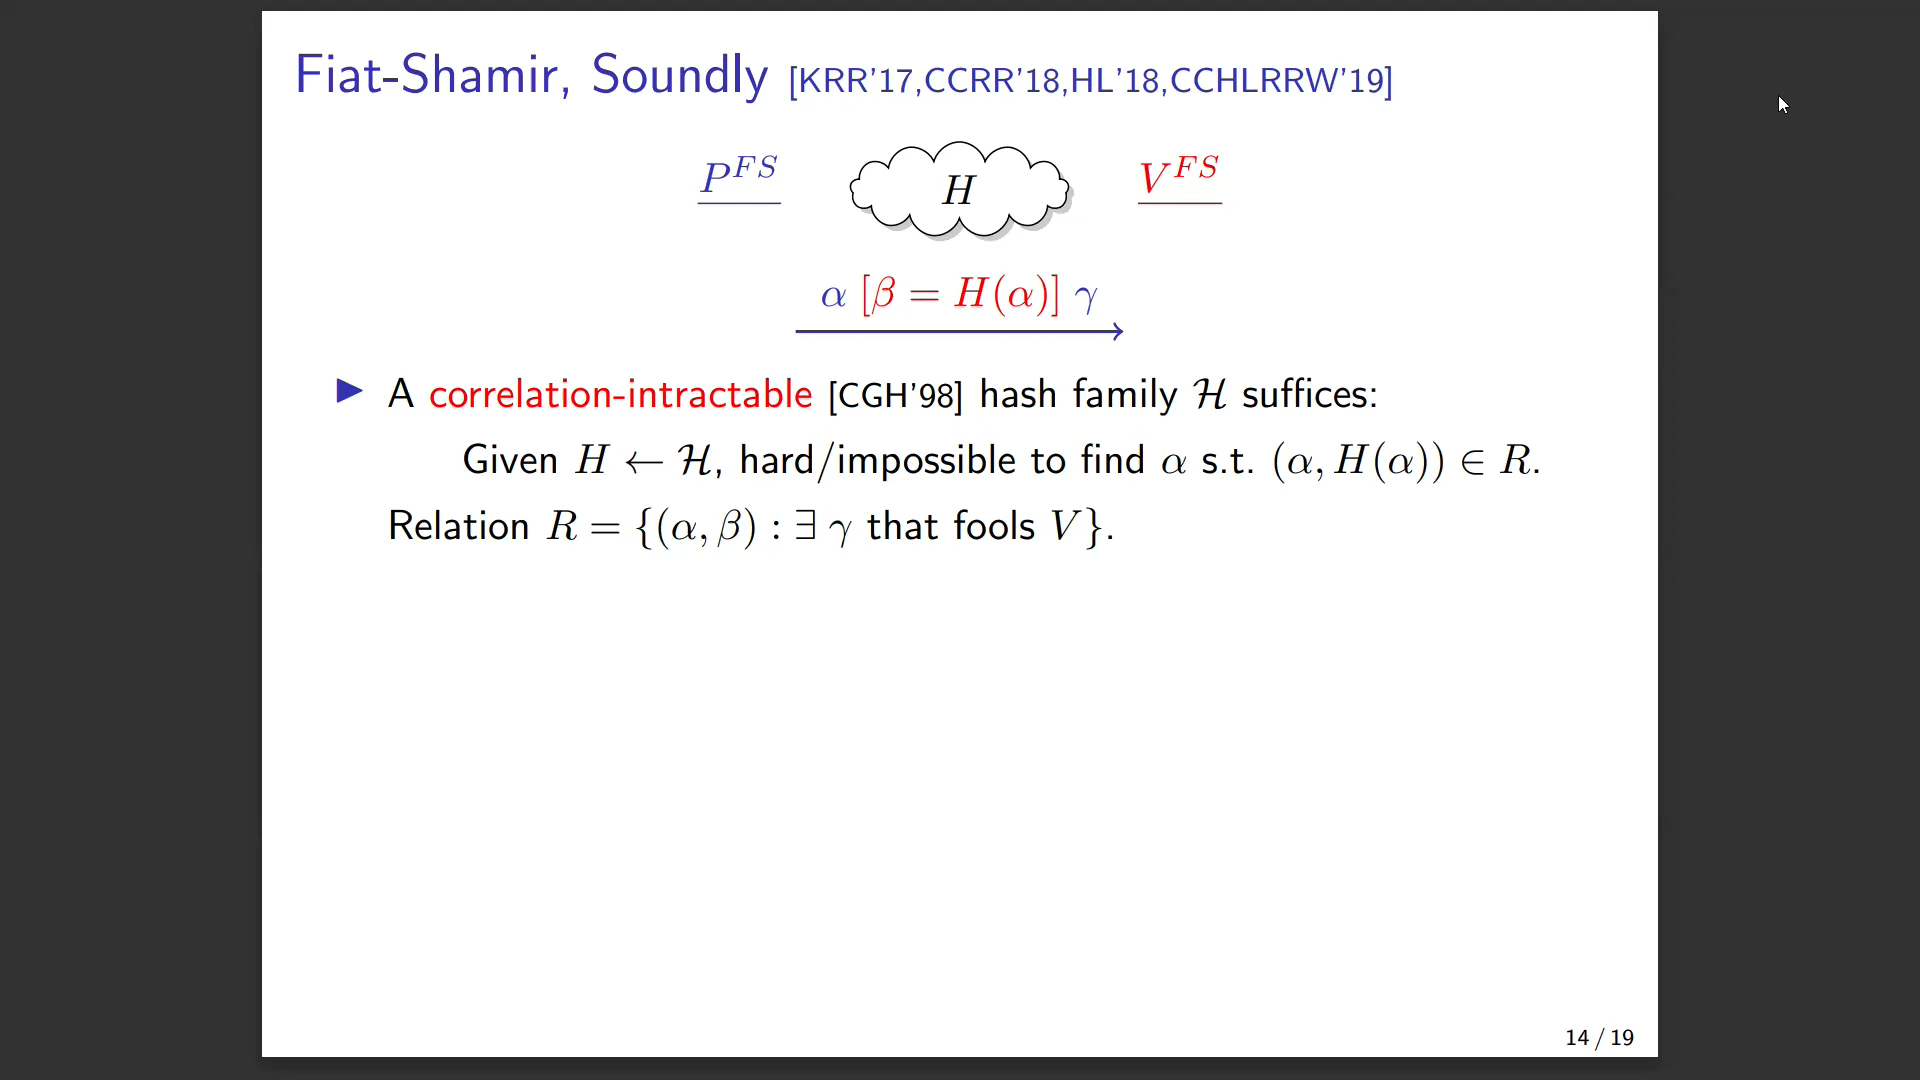 Fiat-Shamir, Soundly [KRR'17,CCRR'18,HL'18,CCHLRRW'19]
P^{FS} H V^{FS}
α [β = H(α)] γ
▶ A correlation-intractable [CGH'98] hash family ℋ suffices:
Given H ← ℋ, hard/impossible to find α s.t. (α, H(α)) ∈ R.
Relation R = {(α, β) : ∃ γ that fools V}.
14 / 19